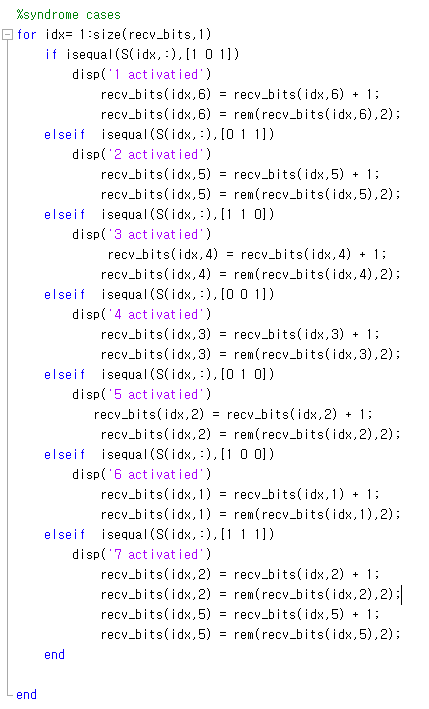 %syndrome cases
for idx= 1:size(recv_bits,1)
if isequal(S(idx,:),[1 0 1])
disp('1 activatied')
recv_bits(idx,6) = recv_bits(idx,6) + 1;
recv_bits(idx,6) = rem(recv_bits(idx,6),2);
elseif  isequal(S(idx,:),[0 1 1])
disp('2 activatied')
recv_bits(idx,5) = recv_bits(idx,5) + 1;
recv_bits(idx,5) = rem(recv_bits(idx,5),2);
elseif  isequal(S(idx,:),[1 1 0])
disp('3 activatied')
recv_bits(idx,4) = recv_bits(idx,4) + 1;
recv_bits(idx,4) = rem(recv_bits(idx,4),2);
elseif  isequal(S(idx,:),[0 0 1])
disp('4 activatied')
recv_bits(idx,3) = recv_bits(idx,3) + 1;
recv_bits(idx,3) = rem(recv_bits(idx,3),2);
elseif  isequal(S(idx,:),[0 1 0])
disp('5 activatied')
recv_bits(idx,2) = recv_bits(idx,2) + 1;
recv_bits(idx,2) = rem(recv_bits(idx,2),2);
elseif  isequal(S(idx,:),[1 0 0])
disp('6 activatied')
recv_bits(idx,1) = recv_bits(idx,1) + 1;
recv_bits(idx,1) = rem(recv_bits(idx,1),2);
elseif  isequal(S(idx,:),[1 1 1])
disp('7 activatied')
recv_bits(idx,2) = recv_bits(idx,2) + 1;
recv_bits(idx,2) = rem(recv_bits(idx,2),2);
recv_bits(idx,5) = recv_bits(idx,5) + 1;
recv_bits(idx,5) = rem(recv_bits(idx,5),2);
end
end